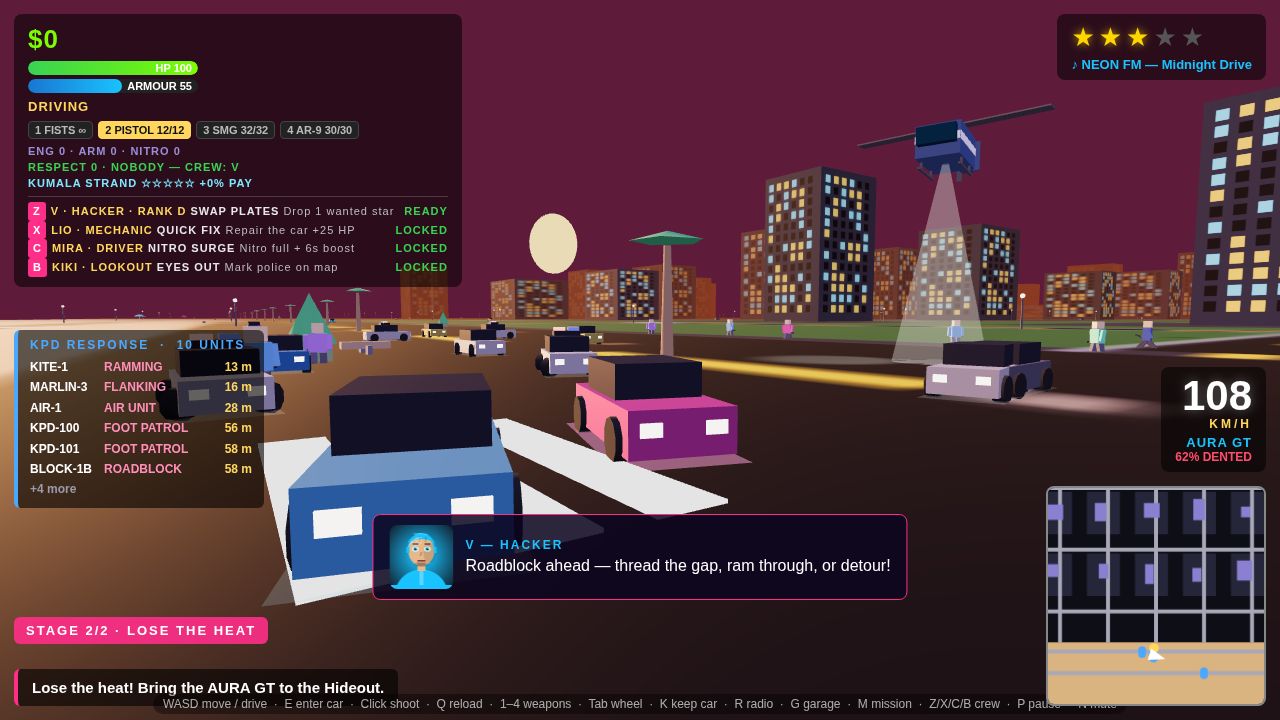 $0
HP 100
ARMOUR 55
DRIVING
1 FISTS ∞ 2 PISTOL 12/12 3 SMG 32/32 4 AR-9 30/30
ENG 0 · ARM 0 · NITRO 0
RESPECT 0 · NOBODY — CREW: V
KUMALA STRAND ☆☆☆☆☆ +0% PAY
Z V · HACKER · RANK D SWAP PLATES Drop 1 wanted star READY
X LIO · MECHANIC QUICK FIX Repair the car +25 HP LOCKED
C MIRA · DRIVER NITRO SURGE Nitro full + 6s boost LOCKED
B KIKI · LOOKOUT EYES OUT Mark police on map LOCKED
★★★★★
♪ NEON FM — Midnight Drive
KPD RESPONSE · 10 UNITS
KITE-1 RAMMING 13 m
MARLIN-3 FLANKING 16 m
AIR-1 AIR UNIT 28 m
KPD-100 FOOT PATROL 56 m
KPD-101 FOOT PATROL 58 m
BLOCK-1B ROADBLOCK 58 m
+4 more
108
KM/H
AURA GT
62% DENTED
V — HACKER
Roadblock ahead — thread the gap, ram through, or detour!
STAGE 2/2 · LOSE THE HEAT
Lose the heat! Bring the AURA GT to the Hideout.
WASD move / drive · E enter car · Click shoot · Q reload · 1–4 weapons · Tab wheel · K keep car · R radio · G garage · M mission · Z/X/C/B crew · P pause · N mute